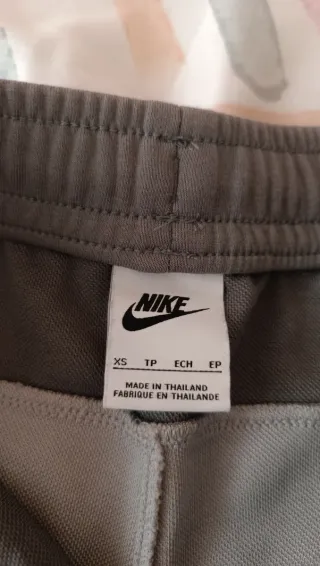 NIKE
XS TP ECH EP
MADE IN THAILAND
FABRIQUE EN THAILANDE